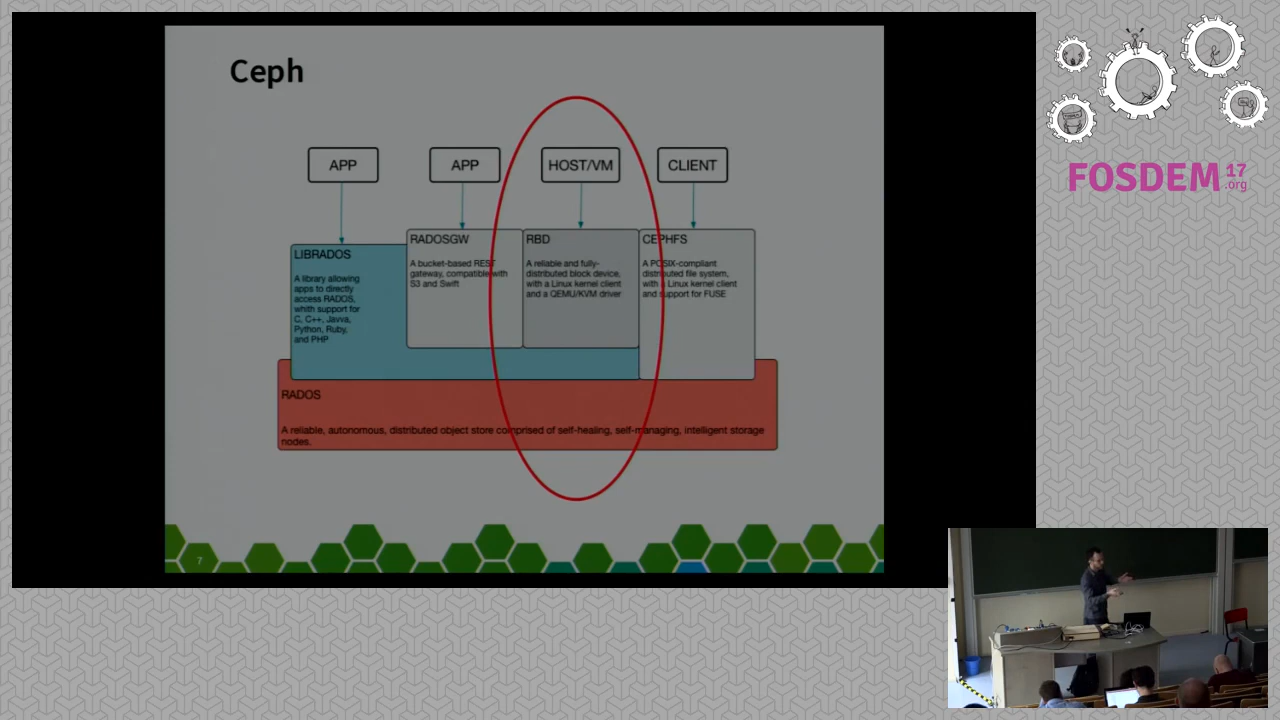 Ceph
APP
APP
HOST/VM
CLIENT
LIBRADOS
A library allowing
apps to directly
access RADOS,
whith support for
C, C++, Javva,
Python, Ruby,
and PHP
RADOSGW
A bucket-based REST
gateway, compatible with
S3 and Swift
RBD
A reliable and fully-
distributed block device,
with a Linux kernel client
and a QEMU/KVM driver
CEPHFS
A POSIX-compliant
distributed file system,
with a Linux kernel client
and support for FUSE
RADOS
A reliable, autonomous, distributed object store comprised of self-healing, self-managing, intelligent storage
nodes.
7
FOSDEM 17
.org